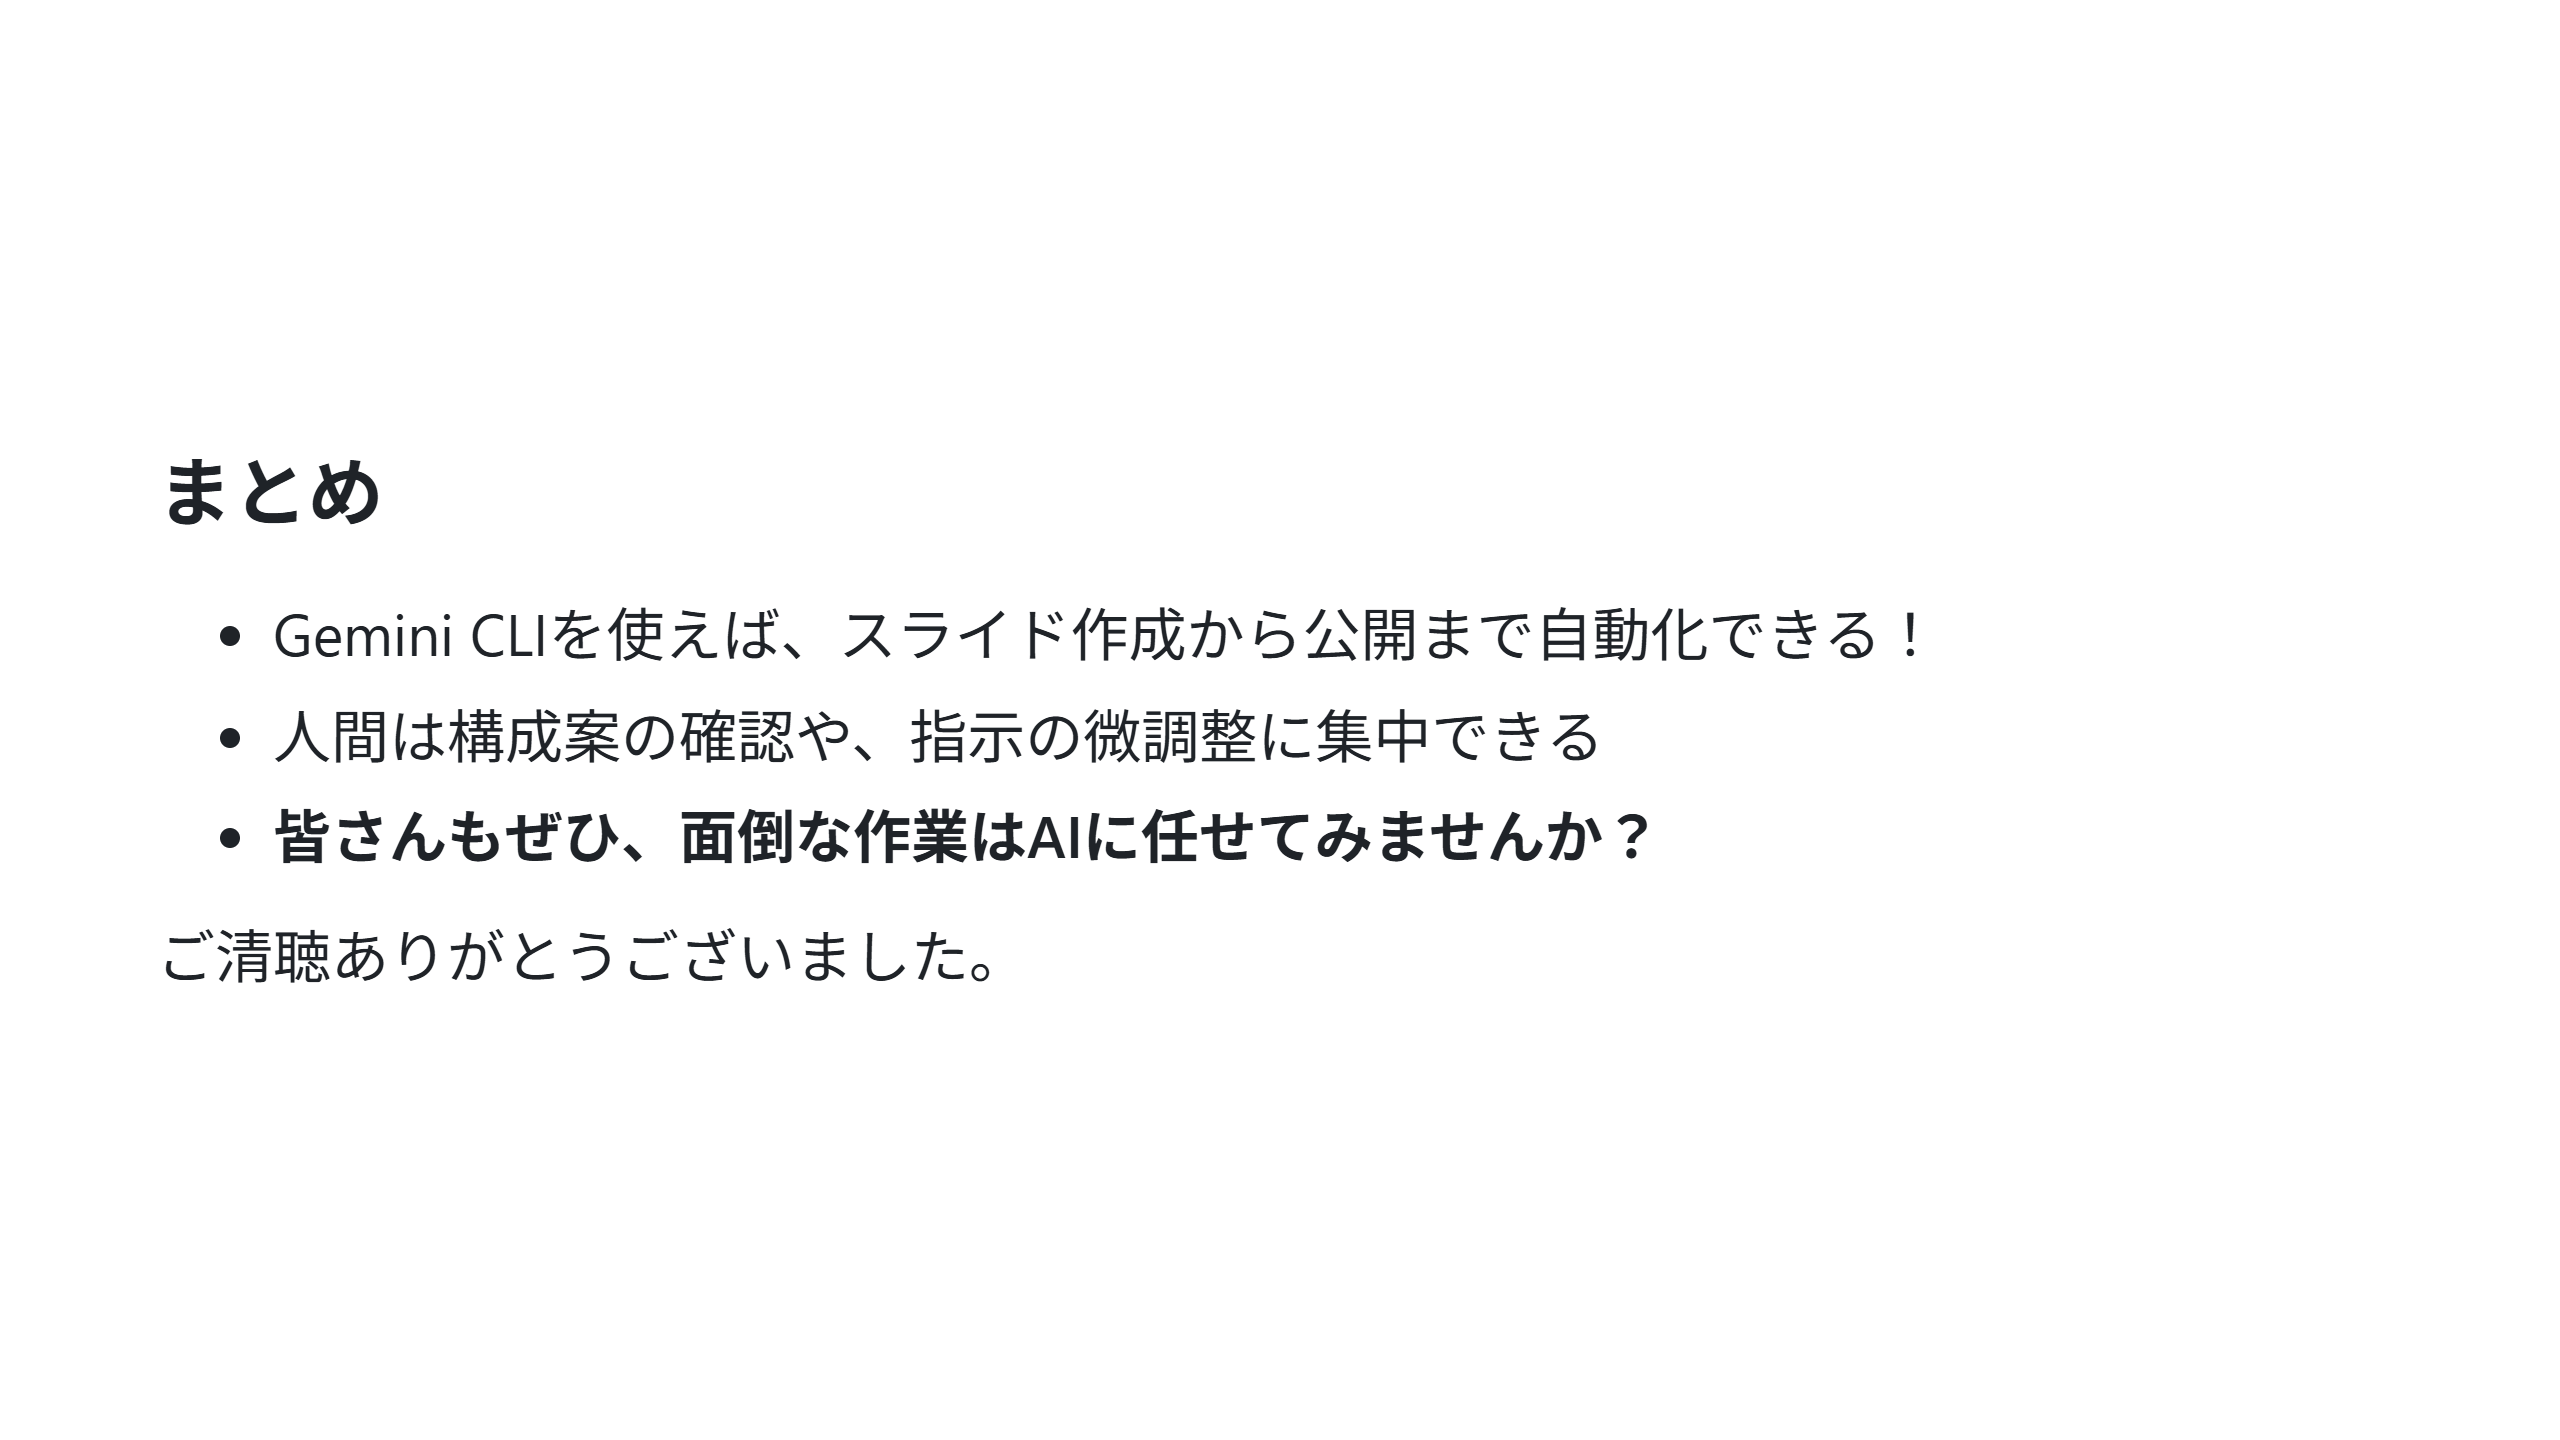 まとめ
Gemini CLIを使えば、スライド作成から公開まで自動化できる！
人間は構成案の確認や、指示の微調整に集中できる
皆さんもぜひ、面倒な作業はAIに任せてみませんか？
ご清聴ありがとうございました。